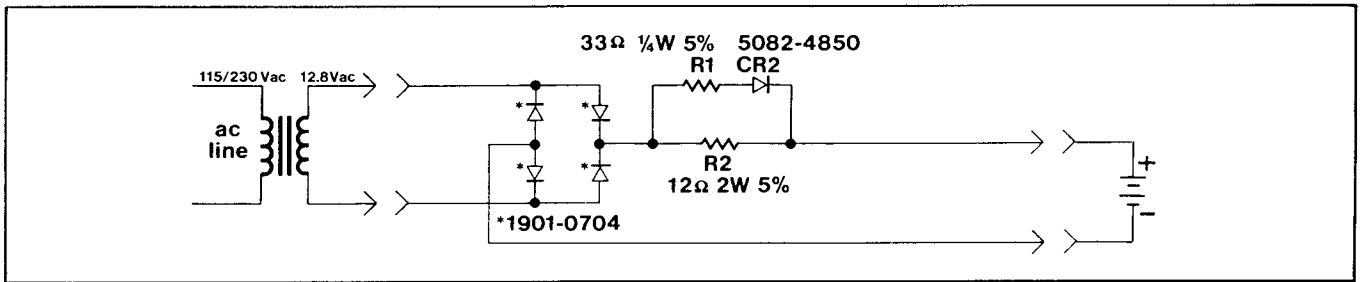 33Ω ¼W 5% 5082-4850
R1 CR2
115/230 Vac 12.8Vac
* *
ac
line
* *
R2
12Ω 2W 5%
*1901-0704
+
-